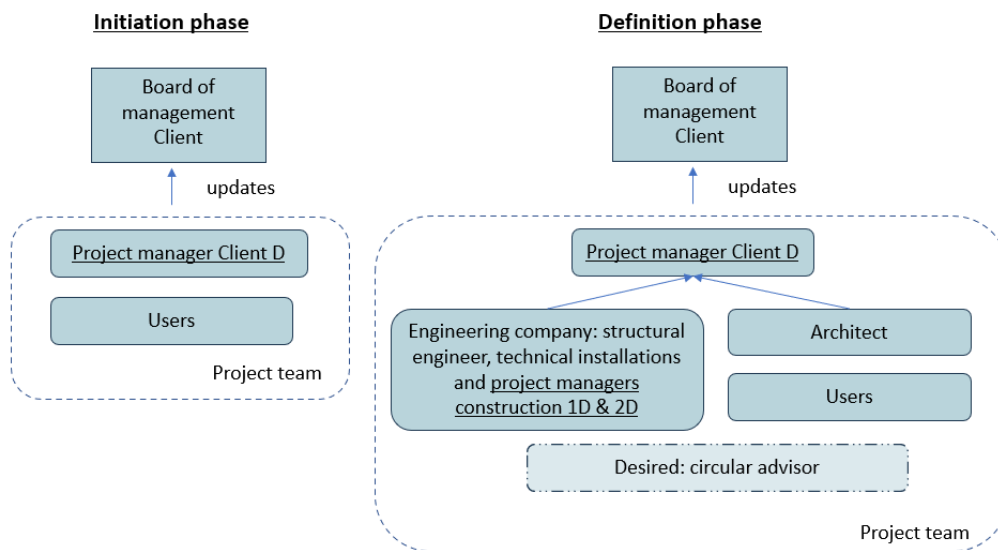 Initiation phase
Board of
management
Client
updates
Project manager Client D
Users
Project team
Definition phase
Board of
management
Client
updates
Project manager Client D
Engineering company: structural
engineer, technical installations
and project managers
construction 1D & 2D
Architect
Users
Desired: circular advisor
Project team